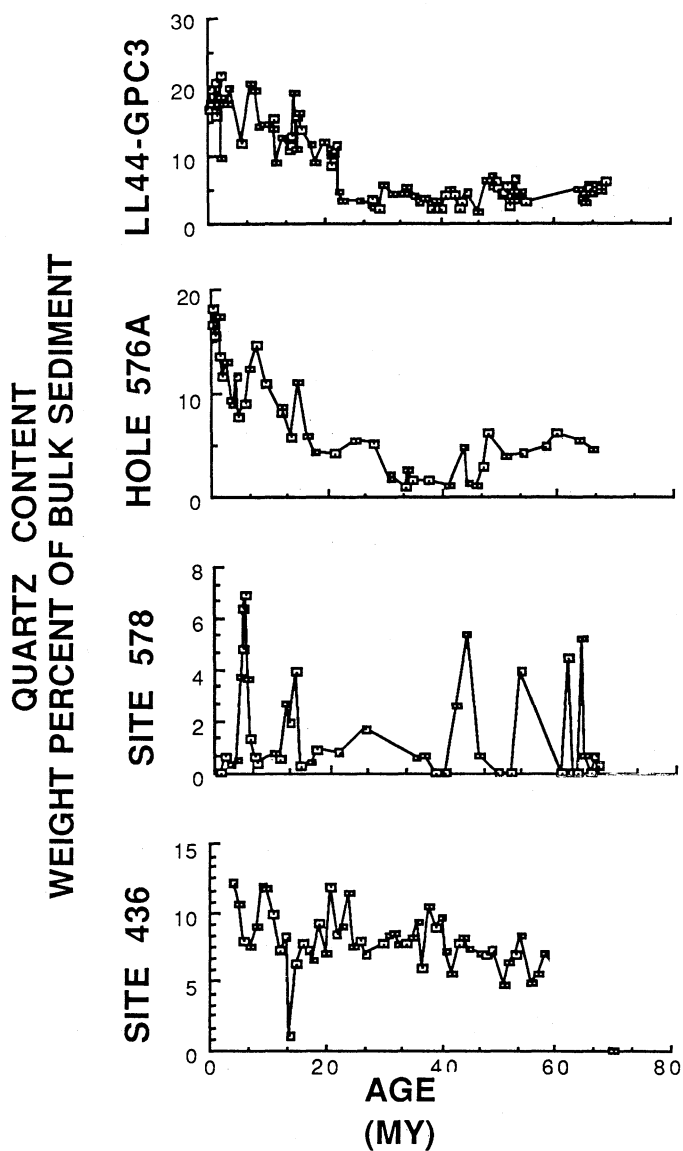 QUARTZ CONTENT
WEIGHT PERCENT OF BULK SEDIMENT
LL44-GPC3
30
20
10
0
HOLE 576A
20
10
0
SITE 578
8
6
4
2
0
SITE 436
15
10
5
0
0 20 40 60 80
AGE
(MY)